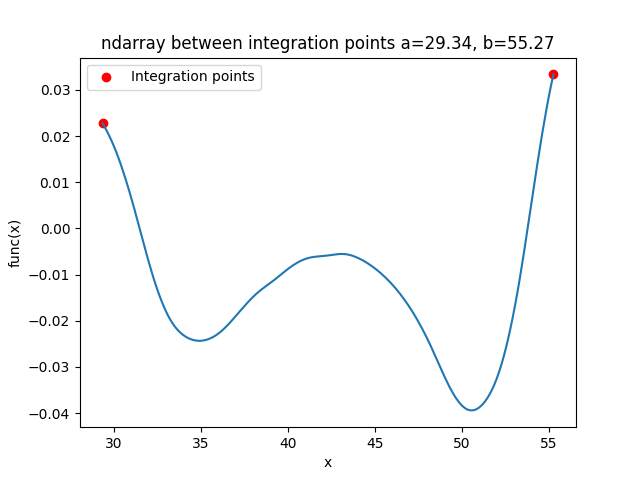 ndarray between integration points a=29.34, b=55.27
Integration points
0.03
0.02
0.01
0.00
−0.01
−0.02
−0.03
−0.04
func(x)
30 35 40 45 50 55
x